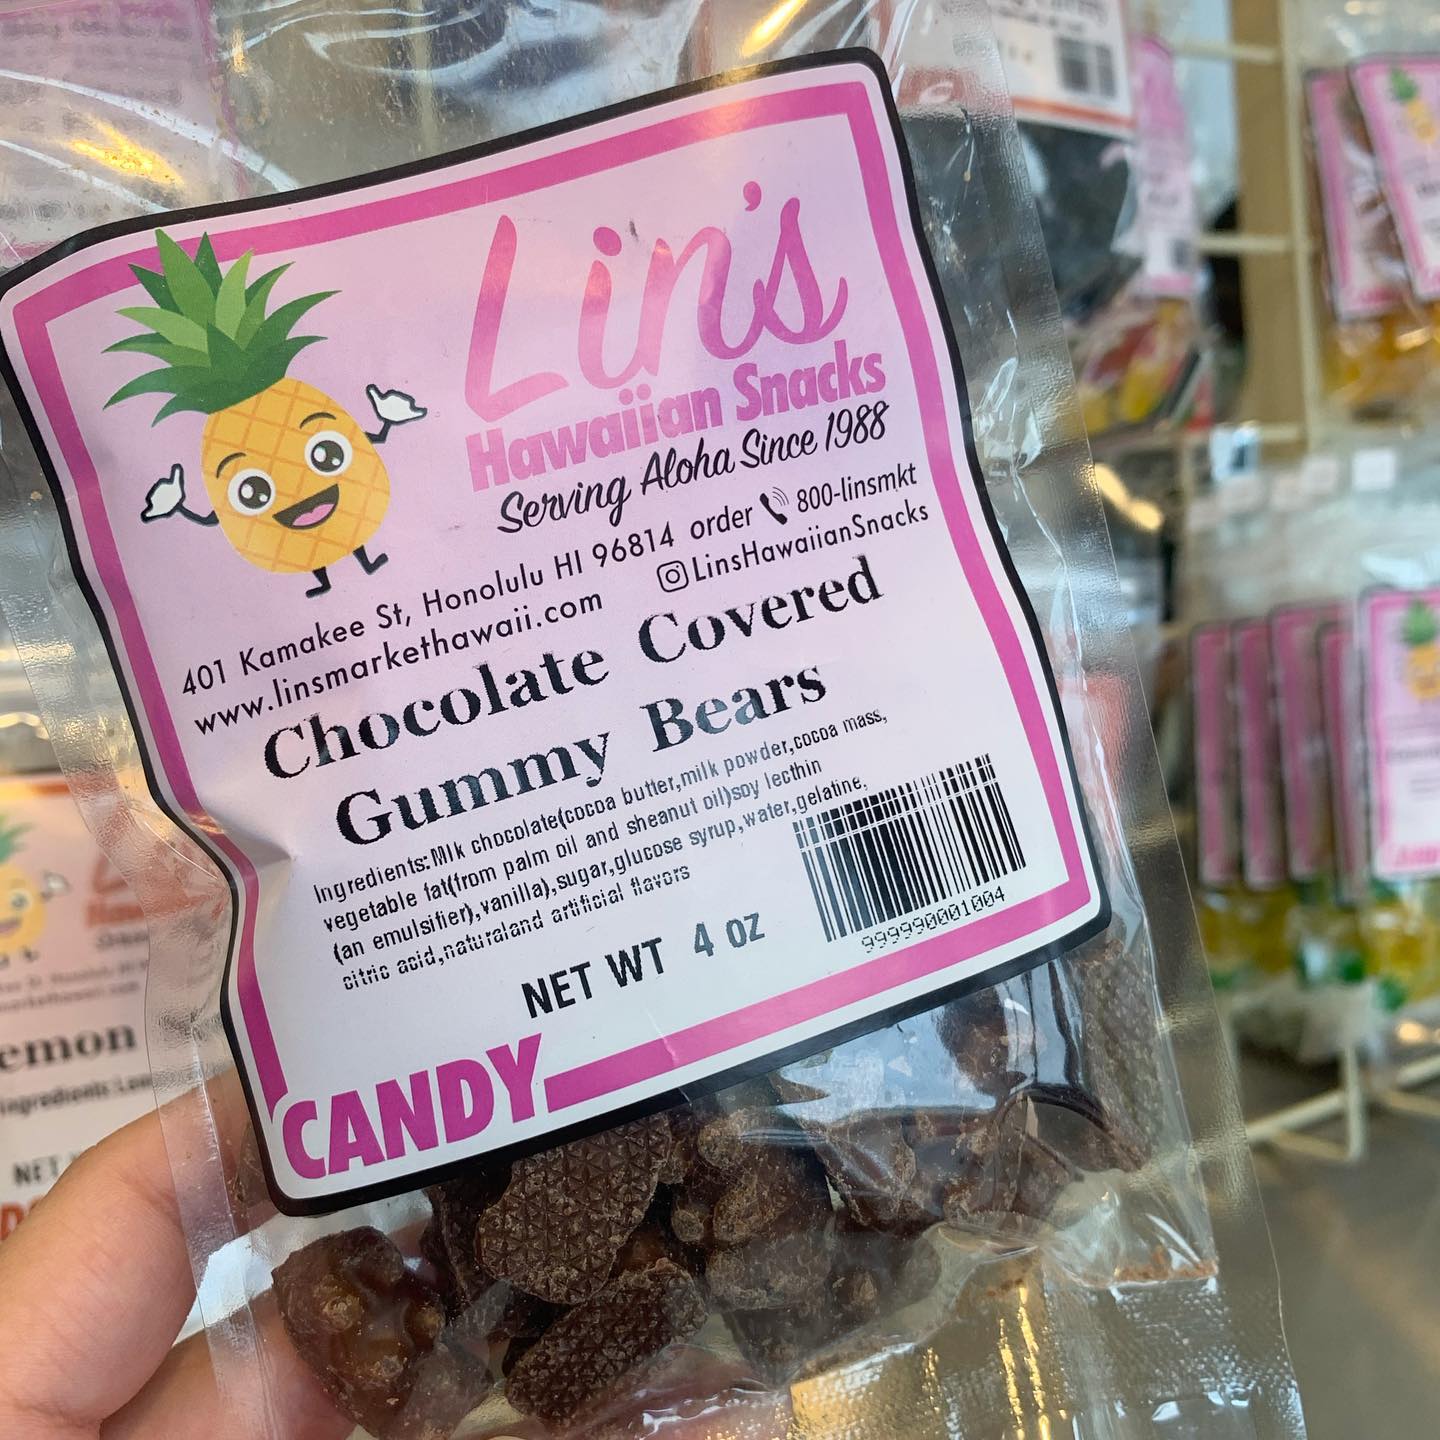 Lin's
Hawaiian Snacks
Serving Aloha Since 1988
401 Kamakee St, Honolulu HI 96814 order 800-linsmkt
www.linsmarkethawaii.com LinsHawaiianSnacks
Chocolate Covered
Gummy Bears
Ingredients:Mlk chocolate(cocoa butter,milk powder,cocoa mass,
vegetable fat(from palm oil and sheanut oil)soy lecthin
(an emulsifier),vanilla),sugar,glucose syrup,water,gelatine,
citric acid,naturaland artificial flavors
999990001004
NET WT 4 oz
CANDY
emon
Ingredients:
NET